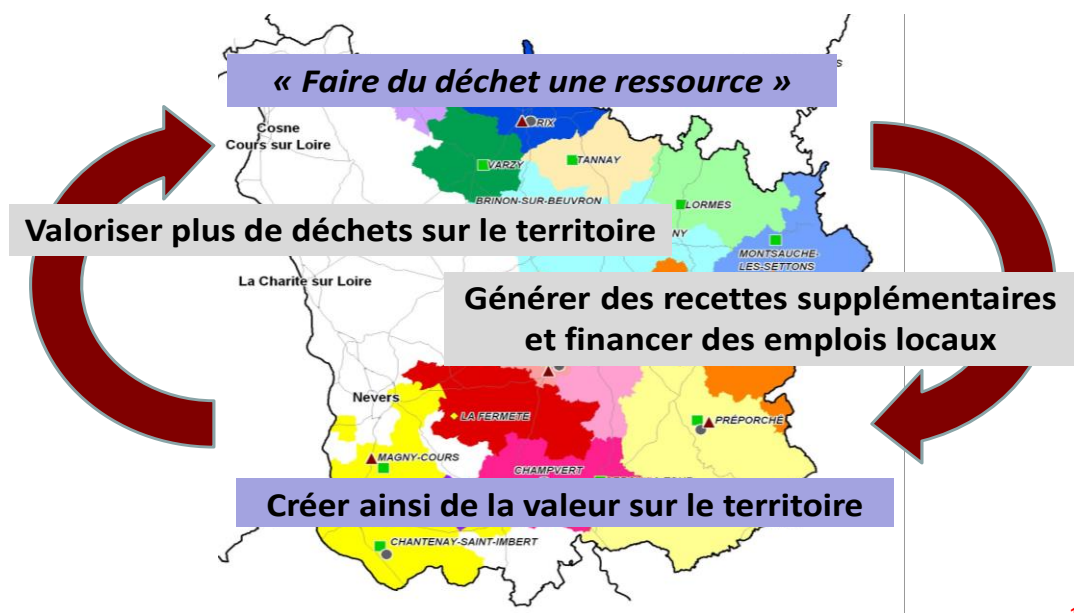 « Faire du déchet une ressource »
Cosne
Cours sur Loire
RIX
VARZY
TANNAY
BRINON-SUR-BEUVRON
LORMES
Valoriser plus de déchets sur le territoire
NY
MONTSAUCHE-
LES-SETTONS
La Charite sur Loire
Générer des recettes supplémentaires
et financer des emplois locaux
Nevers
LA FERMETE
PRÉPORCHÉ
MAGNY-COURS
CHAMPVERT
Créer ainsi de la valeur sur le territoire
CHANTENAY-SAINT-IMBERT